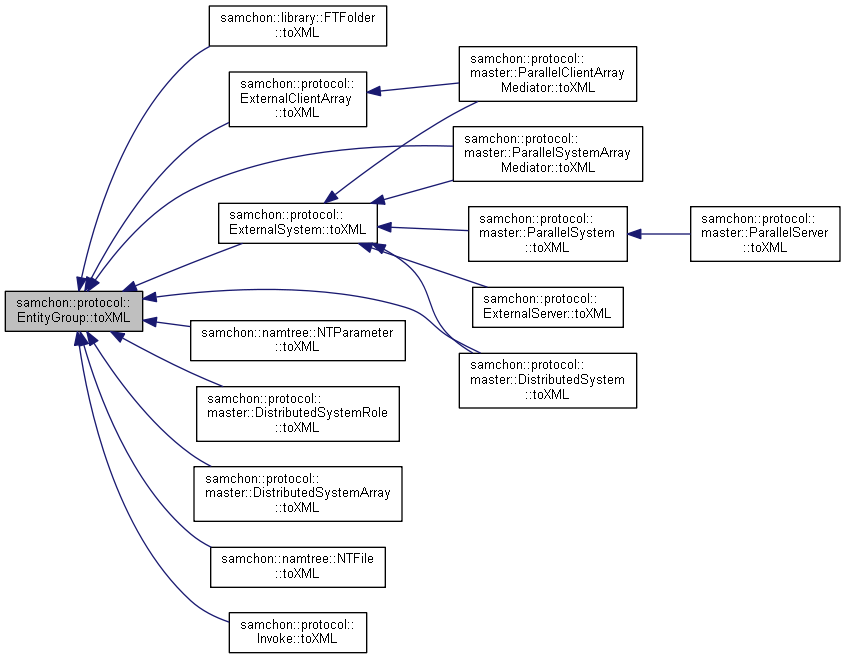 samchon::library::FTFolder
::toXML
samchon::protocol::
ExternalClientArray
::toXML
samchon::protocol::
master::ParallelClientArray
Mediator::toXML
samchon::protocol::
master::ParallelSystemArray
Mediator::toXML
samchon::protocol::
ExternalSystem::toXML
samchon::protocol::
master::ParallelSystem
::toXML
samchon::protocol::
master::ParallelServer
::toXML
samchon::protocol::
EntityGroup::toXML
samchon::protocol::
ExternalServer::toXML
samchon::namtree::NTParameter
::toXML
samchon::protocol::
master::DistributedSystem
::toXML
samchon::protocol::
master::DistributedSystemRole
::toXML
samchon::protocol::
master::DistributedSystemArray
::toXML
samchon::namtree::NTFile
::toXML
samchon::protocol::
Invoke::toXML